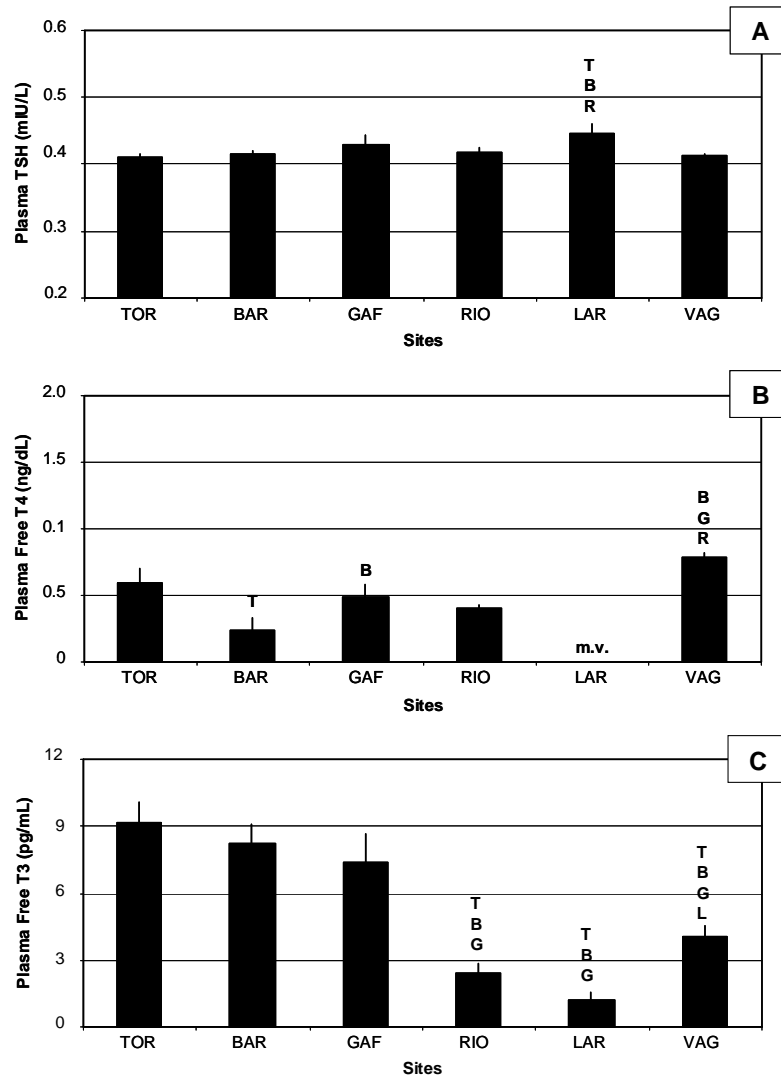 A
0.6
0.5
0.4
0.3
0.2
Plasma TSH (mIU/L)
T
B
R
TOR BAR GAF RIO LAR VAG
Sites
B
2.0
1.5
0.1
0.5
0
Plasma Free T4 (ng/dL)
T
B
m.v.
B
G
R
TOR BAR GAF RIO LAR VAG
Sites
C
12
9
6
3
0
Plasma Free T3 (pg/mL)
T
B
G
T
B
G
T
B
G
L
TOR BAR GAF RIO LAR VAG
Sites